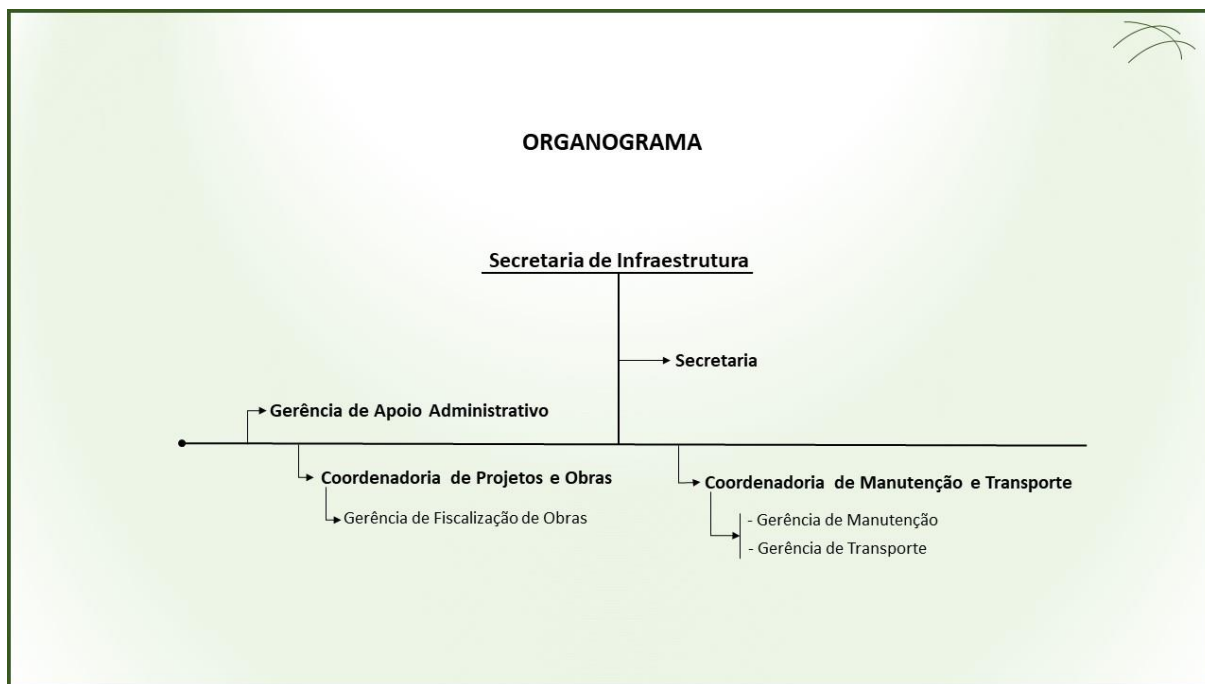 ORGANOGRAMA
Secretaria de Infraestrutura
Secretaria
Gerência de Apoio Administrativo
Coordenadoria de Projetos e Obras
Gerência de Fiscalização de Obras
Coordenadoria de Manutenção e Transporte
- Gerência de Manutenção
- Gerência de Transporte